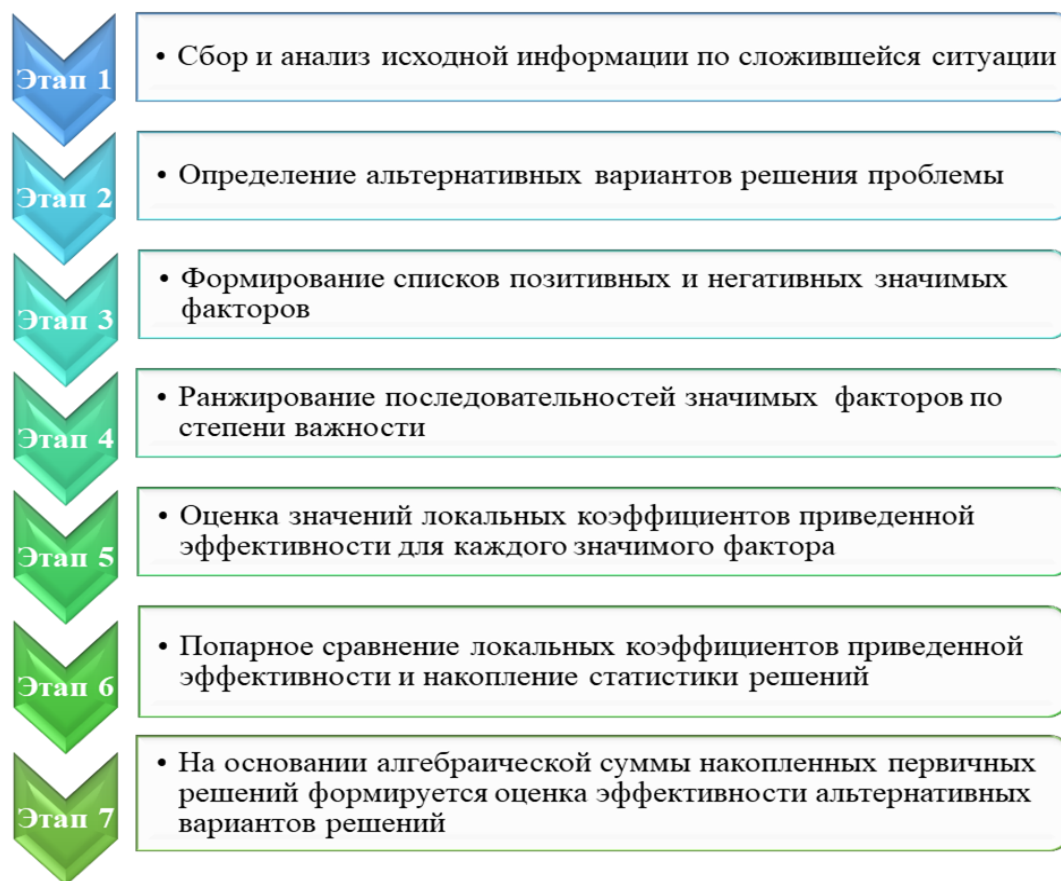 Этап 1
• Сбор и анализ исходной информации по сложившейся ситуации
Этап 2
• Определение альтернативных вариантов решения проблемы
Этап 3
• Формирование списков позитивных и негативных значимых
факторов
Этап 4
• Ранжирование последовательностей значимых факторов по
степени важности
Этап 5
• Оценка значений локальных коэффициентов приведенной
эффективности для каждого значимого фактора
Этап 6
• Попарное сравнение локальных коэффициентов приведенной
эффективности и накопление статистики решений
Этап 7
• На основании алгебраической суммы накопленных первичных
решений формируется оценка эффективности альтернативных
вариантов решений